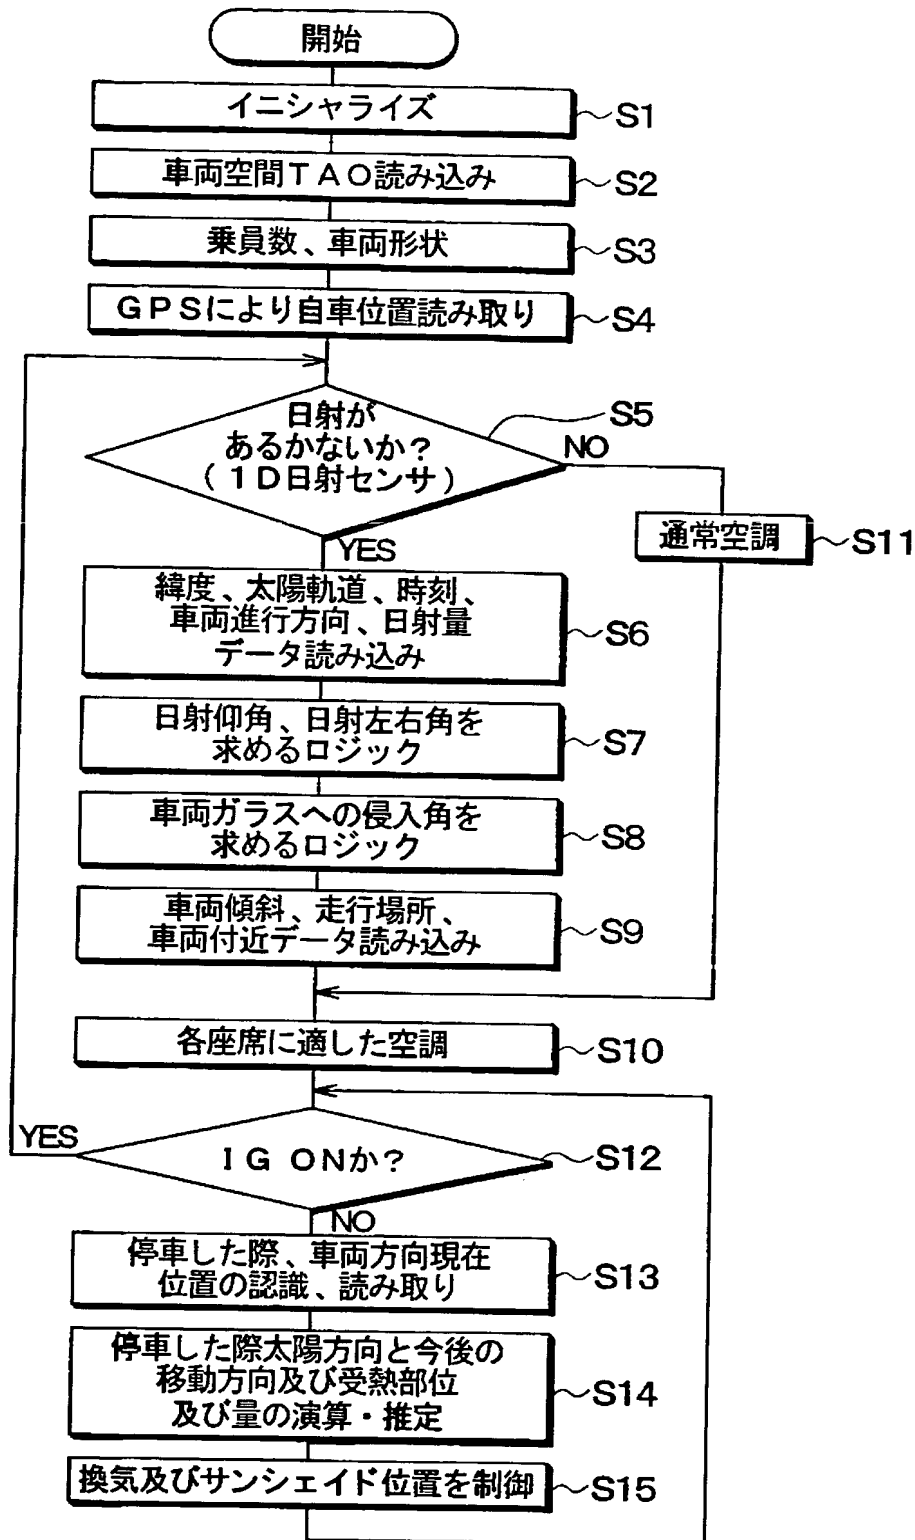 開始
イニシャライズ
S1
車両空間TAO読み込み
S2
乗員数、車両形状
S3
GPSにより自車位置読み取り
S4
日射が
あるかないか?
(1D日射センサ)
S5
NO
YES
通常空調
S11
緯度、太陽軌道、時刻、
車両進行方向、日射量
データ読み込み
S6
日射仰角、日射左右角を
求めるロジック
S7
車両ガラスへの侵入角を
求めるロジック
S8
車両傾斜、走行場所、
車両付近データ読み込み
S9
各座席に適した空調
S10
YES
IG ONか?
S12
NO
停車した際、車両方向現在
位置の認識、読み取り
S13
停車した際太陽方向と今後の
移動方向及び受熱部位
及び量の演算・推定
S14
換気及びサンシェイド位置を制御
S15